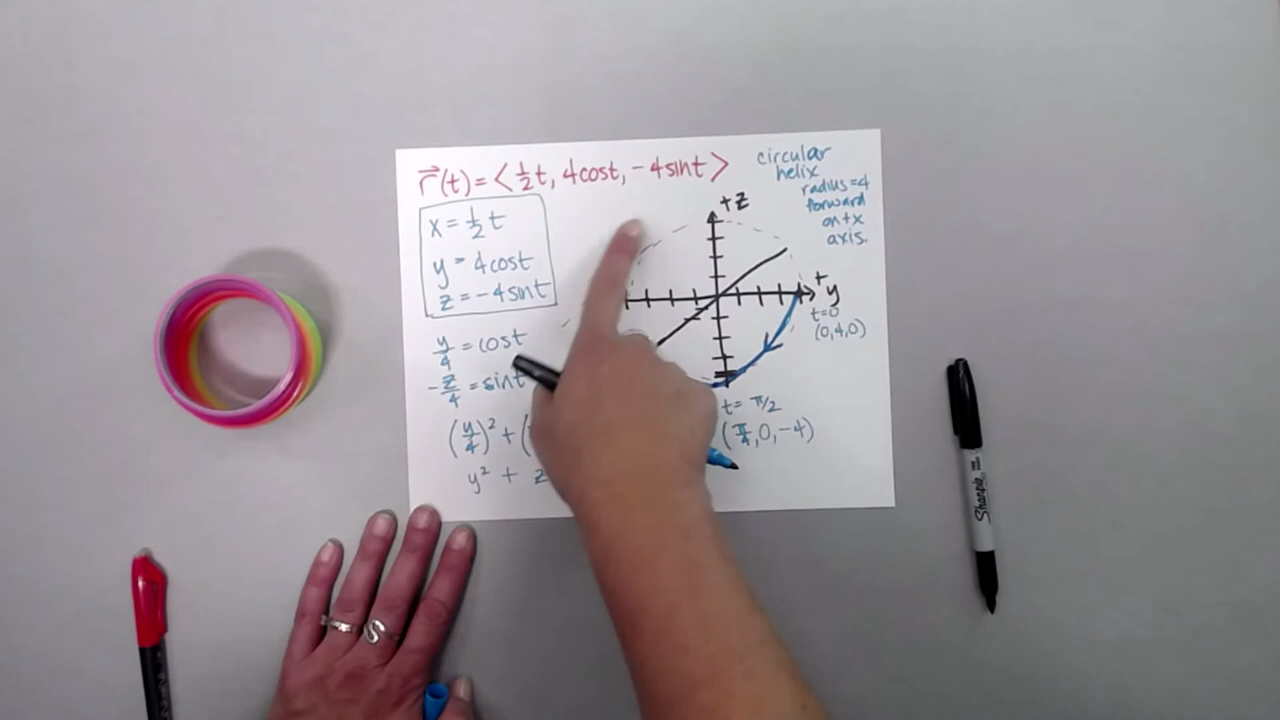 r⃗(t) = <½t, 4cost, -4sint>
circular
helix
radius=4
forward
on +x
axis.
x = ½t
y = 4cost
z = -4sint
+z
+y
t=0
(0,4,0)
y/4 = cost
-z/4 = sint
(y/4)² + (
y² + z
t = π/2
(π/4, 0, -4)
Sharpie